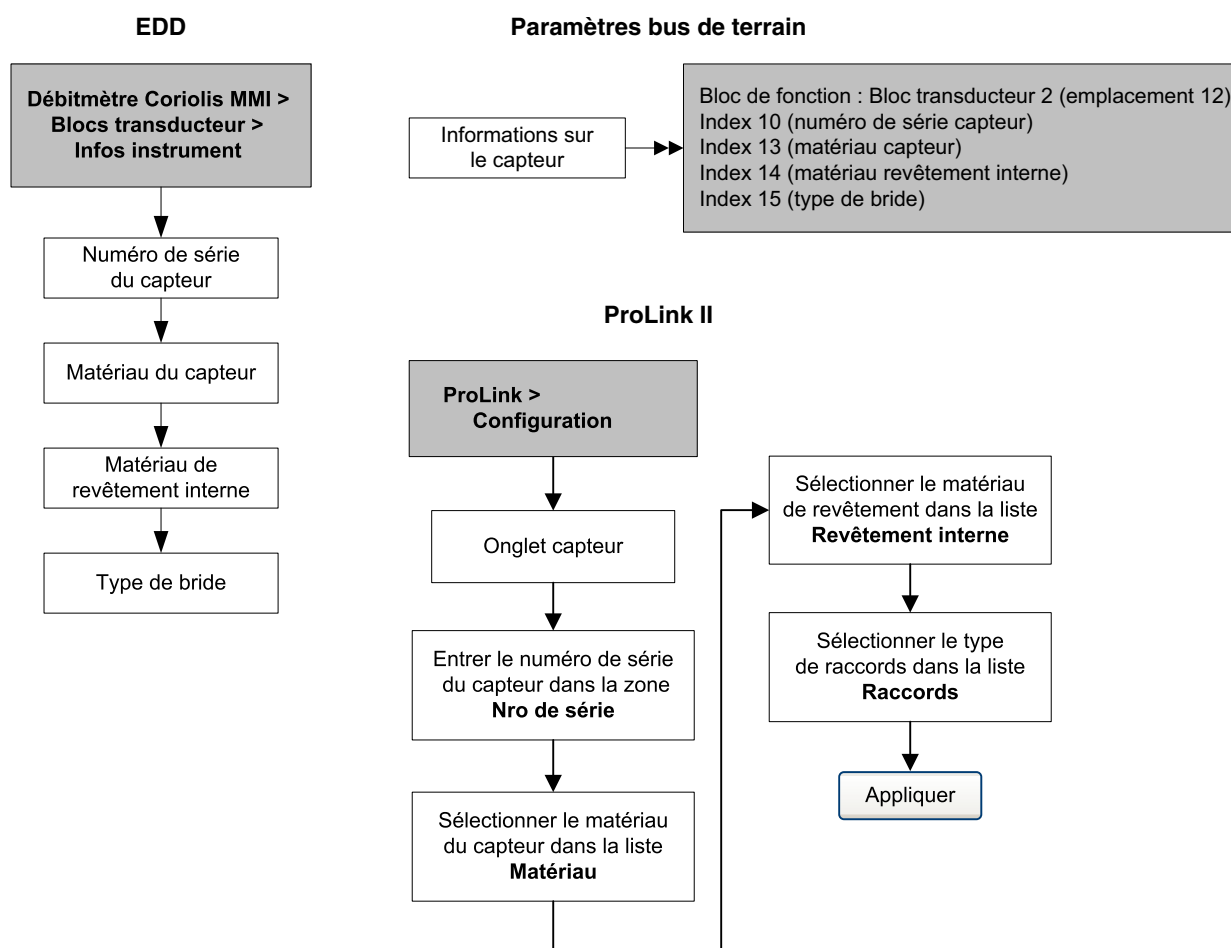 EDD
Débitmètre Coriolis MMI >
Blocs transducteur >
Infos instrument
Numéro de série
du capteur
Matériau du capteur
Matériau de
revêtement interne
Type de bride
Paramètres bus de terrain
Informations sur
le capteur
Bloc de fonction : Bloc transducteur 2 (emplacement 12)
Index 10 (numéro de série capteur)
Index 13 (matériau capteur)
Index 14 (matériau revêtement interne)
Index 15 (type de bride)
ProLink II
ProLink >
Configuration
Onglet capteur
Entrer le numéro de série
du capteur dans la zone
Nro de série
Sélectionner le matériau
du capteur dans la liste
Matériau
Sélectionner le matériau
de revêtement dans la liste
Revêtement interne
Sélectionner le type
de raccords dans la liste
Raccords
Appliquer